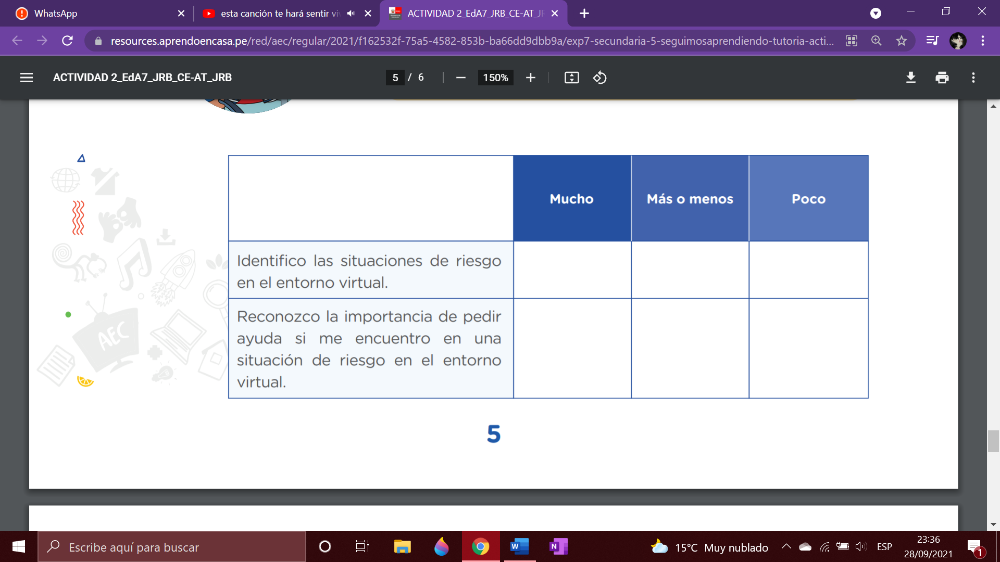 WhatsApp
esta canción te hará sentir viv
ACTIVIDAD 2_EdA7_JRB_CE-AT_JR
resources.aprendoencasa.pe/red/aec/regular/2021/f162532f-75a5-4582-853b-ba66dd9dbb9a/exp7-secundaria-5-seguimosaprendiendo-tutoria-acti...
ACTIVIDAD 2_EdA7_JRB_CE-AT_JRB
5 / 6
150%
Mucho
Más o menos
Poco
Identifico las situaciones de riesgo
en el entorno virtual.
Reconozco la importancia de pedir
ayuda si me encuentro en una
situación de riesgo en el entorno
virtual.
AEC
5
Escribe aquí para buscar
W
N
15°C Muy nublado
ESP
23:36
28/09/2021
1